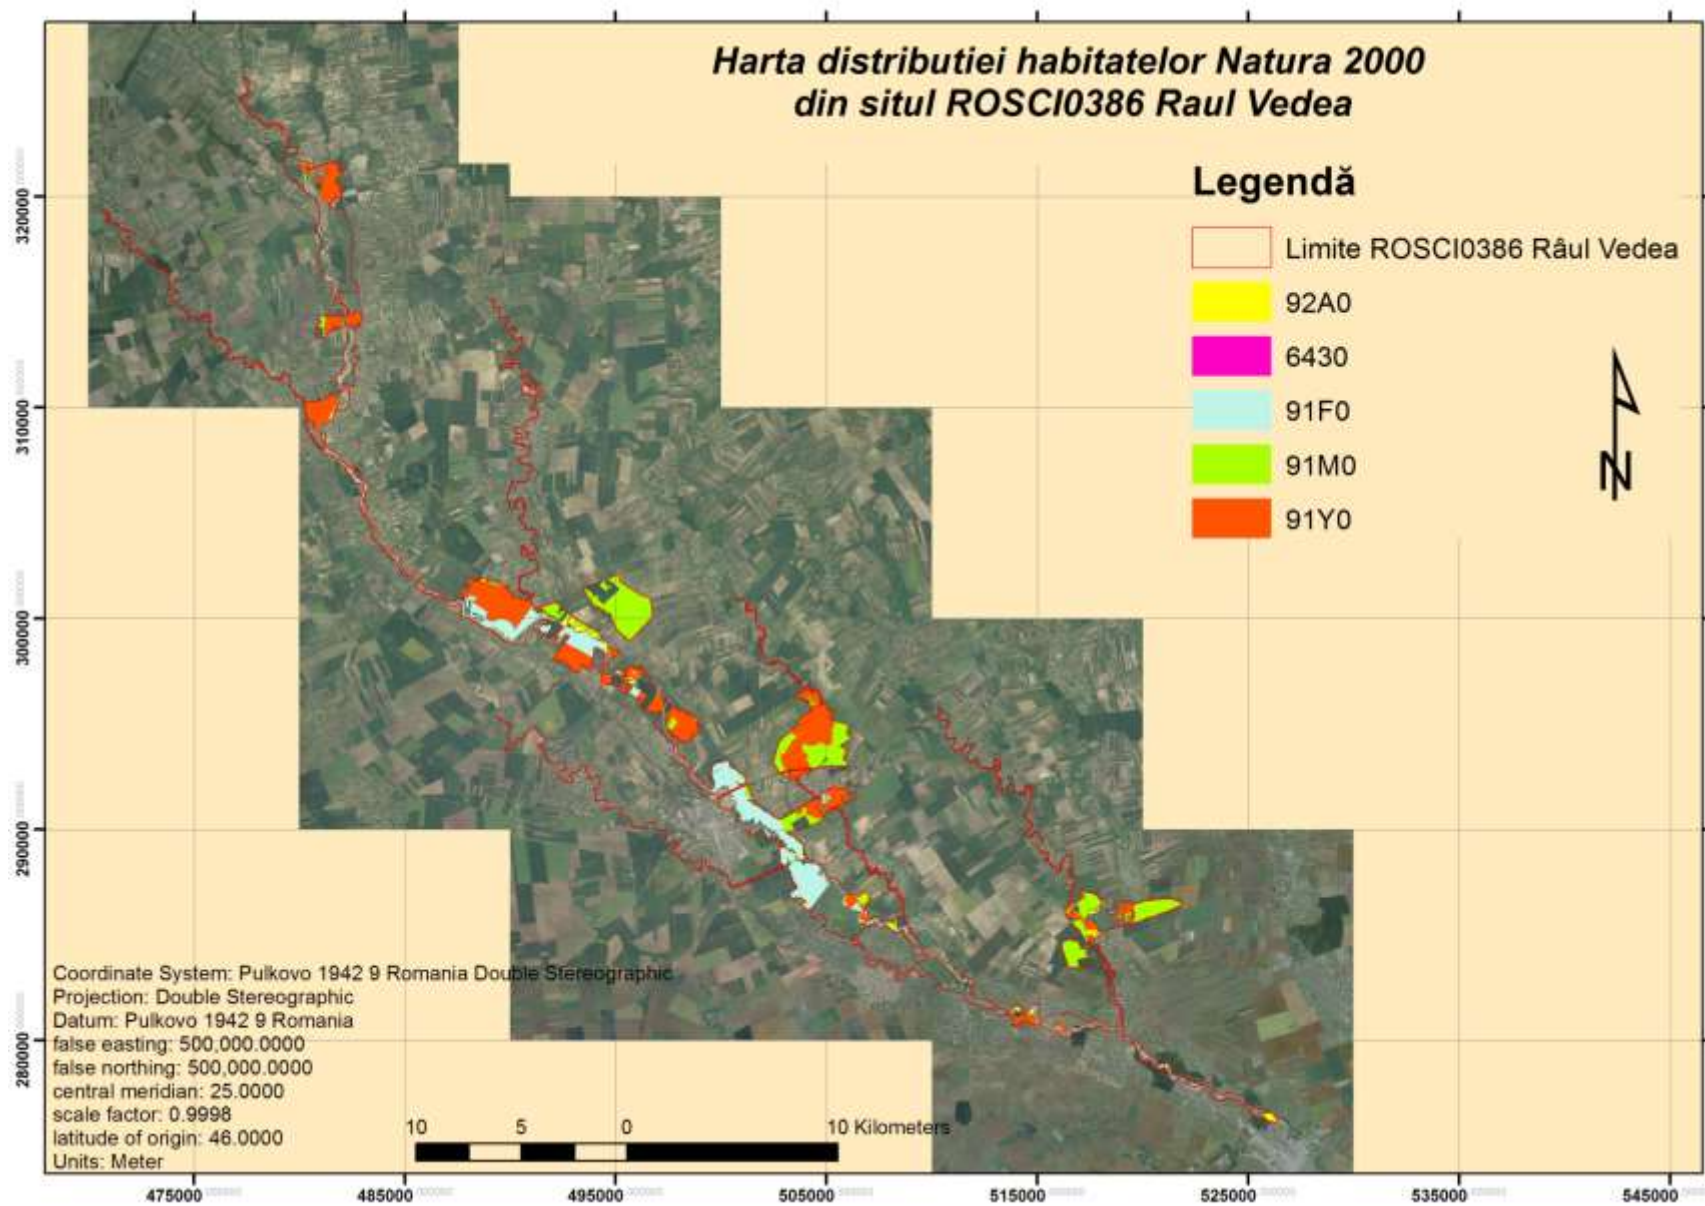 Harta distributiei habitatelor Natura 2000
din situl ROSCI0386 Raul Vedea
Legendă
Limite ROSCI0386 Râul Vedea
92A0
6430
91F0
91M0
91Y0
N
320000
310000
300000
290000
280000
Coordinate System: Pulkovo 1942 9 Romania Double Stereographic
Projection: Double Stereographic
Datum: Pulkovo 1942 9 Romania
false easting: 500,000.0000
false northing: 500,000.0000
central meridian: 25.0000
scale factor: 0.9998
latitude of origin: 46.0000
Units: Meter
10 5 0 10 Kilometers
475000 485000 495000 505000 515000 525000 535000 545000